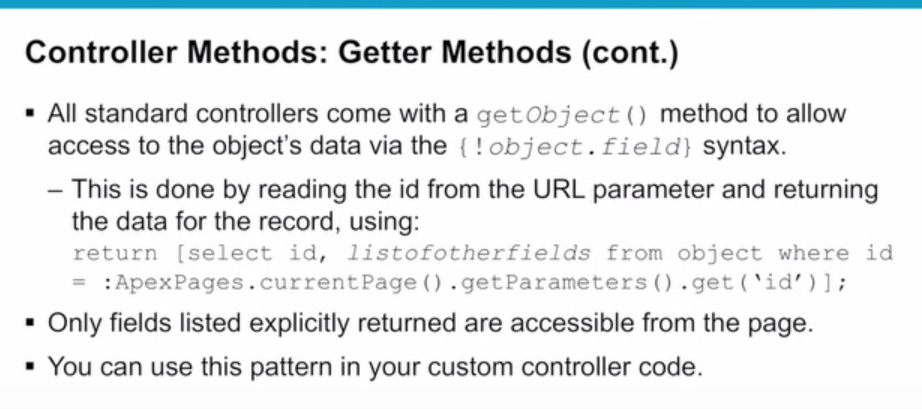 Controller Methods: Getter Methods (cont.)
▪ All standard controllers come with a getObject() method to allow
access to the object's data via the {!object.field} syntax.
– This is done by reading the id from the URL parameter and returning
the data for the record, using:
return [select id, listofotherfields from object where id
= :ApexPages.currentPage().getParameters().get(‘id’)];
▪ Only fields listed explicitly returned are accessible from the page.
▪ You can use this pattern in your custom controller code.